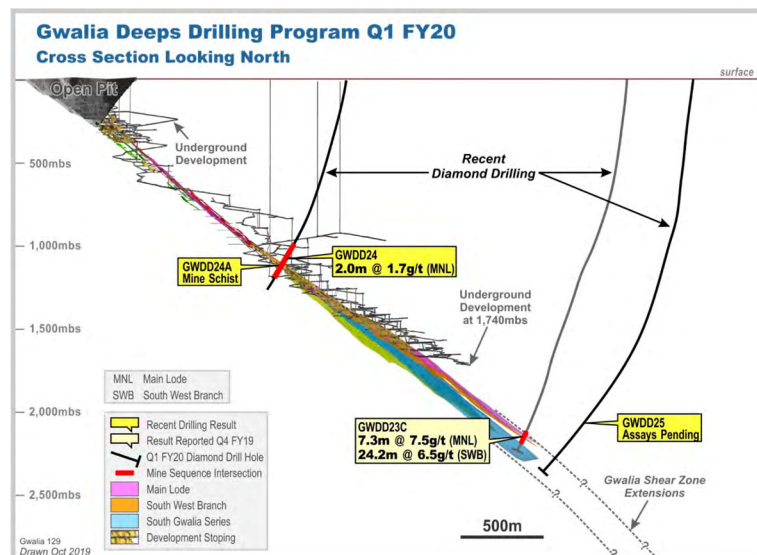 Gwalia Deeps Drilling Program Q1 FY20
Cross Section Looking North
surface
Open Pit
Underground
Development
500mbs
Recent
Diamond Drilling
1,000mbs
GWDD24A
Mine Schist
GWDD24
2.0m @ 1.7g/t (MNL)
Underground
Development
at 1,740mbs
1,500mbs
MNL Main Lode
SWB South West Branch
2,000mbs
GWDD23C
7.3m @ 7.5g/t (MNL)
24.2m @ 6.5g/t (SWB)
GWDD25
Assays Pending
Recent Drilling Result
Result Reported Q4 FY19
Q1 FY20 Diamond Drill Hole
Mine Sequence Intersection
Main Lode
South West Branch
South Gwalia Series
Development Stoping
2,500mbs
Gwalia Shear Zone
Extensions
?
?
?
?
?
?
500m
Gwalia 129
Drawn Oct 2019